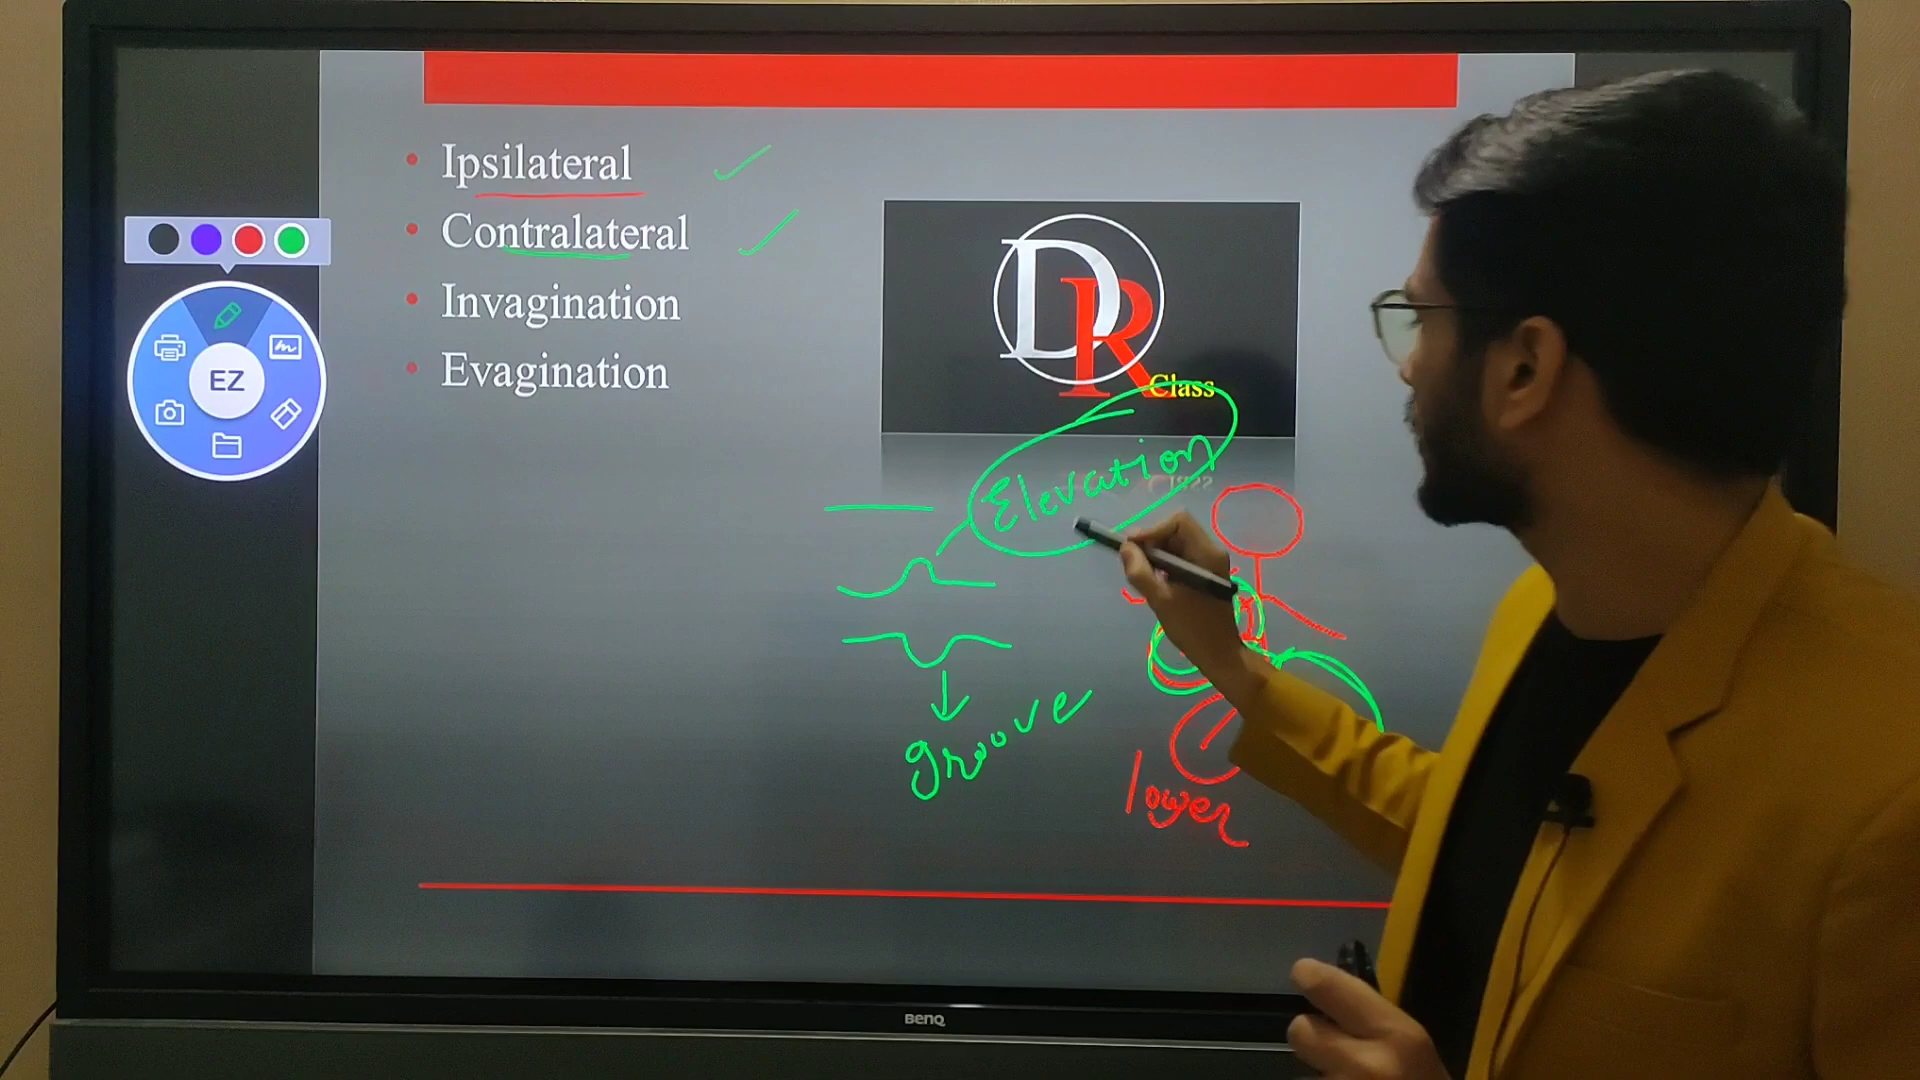 Ipsilateral
Contralateral
Invagination
Evagination
EZ
DR
Class
Elevation
groove
lower
BenQ